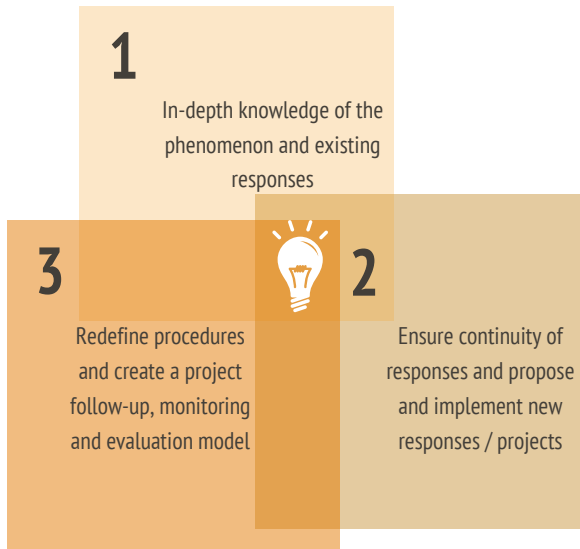 1
In-depth knowledge of the
phenomenon and existing
responses
2
Ensure continuity of
responses and propose
and implement new
responses / projects
3
Redefine procedures
and create a project
follow-up, monitoring
and evaluation model